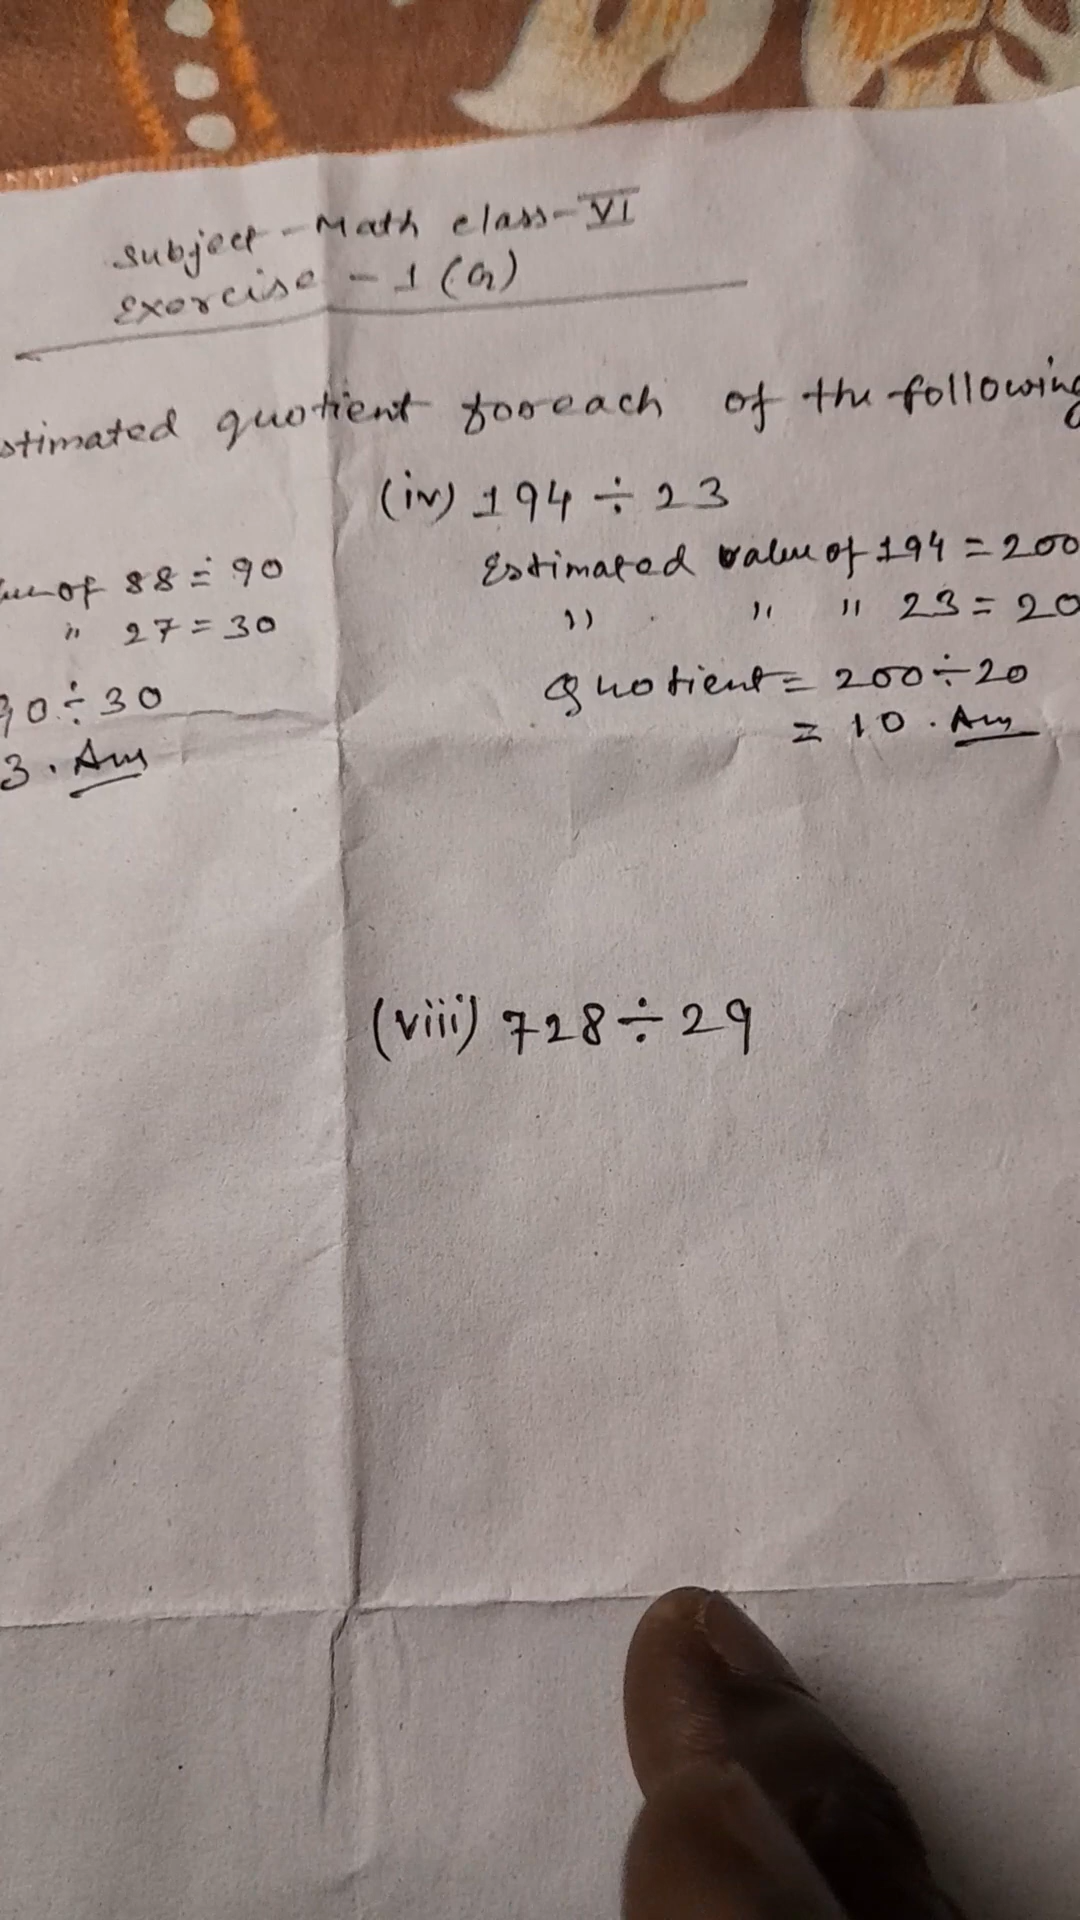 Subject - Math class - VI
Exercise - 1 (G)
stimated quotient for each of the following
(iv) 194 ÷ 23
Estimated value of 194 = 200
,, ,, ,, 23 = 20
Quotient = 200 ÷ 20
= 10 . Ans
of 88 = 90
,, 27 = 30
90 ÷ 30
3 . Ans
(viii) 728 ÷ 29